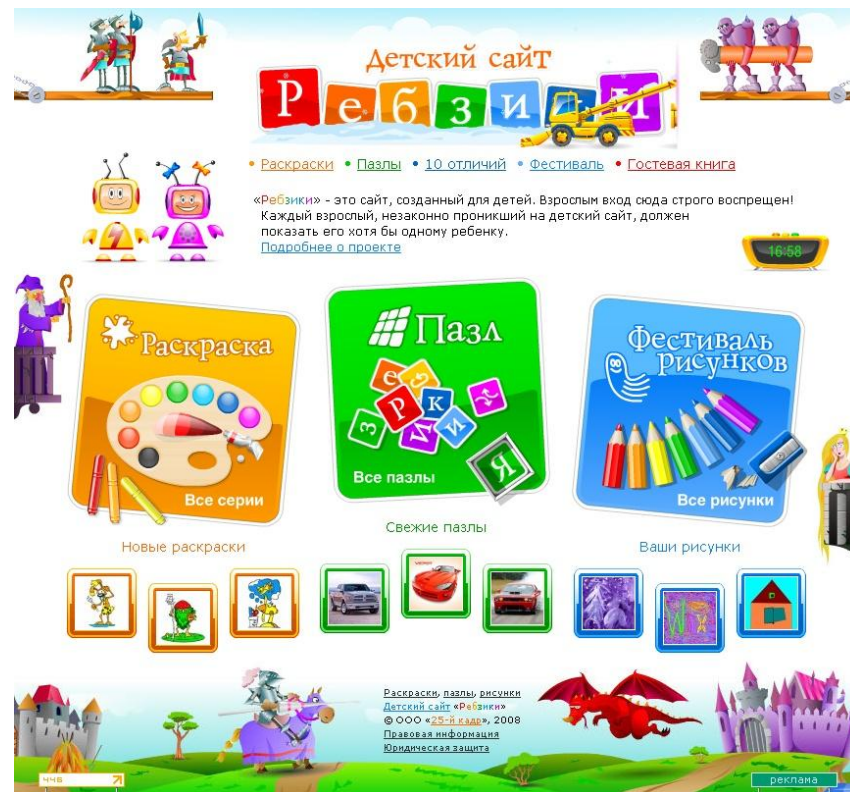 Детский сайт
Ребзики
• Раскраски • Пазлы • 10 отличий • Фестиваль • Гостевая книга
«Ребзики» - это сайт, созданный для детей. Взрослым вход сюда строго воспрещен!
Каждый взрослый, незаконно проникший на детский сайт, должен
показать его хотя бы одному ребенку.
Подробнее о проекте
16:58
Раскраска
Все серии
Пазл
е
з
Р
к
и
И
Я
Все пазлы
Фестиваль
рисунков
Все рисунки
Новые раскраски
Свежие пазлы
Ваши рисунки
Раскраски, пазлы, рисунки
Детский сайт «Ребзики»
© ООО «25-й кадр», 2008
Правовая информация
Юридическая защита
реклама